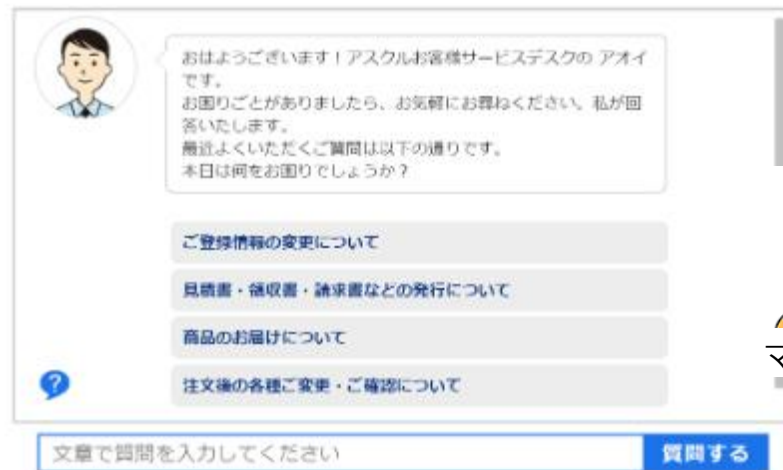 おはようございます！アスクルお客様サービスデスクの アオイ
です。
お困りごとがありましたら、お気軽にお尋ねください。私が回
答いたします。
最近よくいただくご質問は以下の通りです。
本日は何をお困りでしょうか？
ご登録情報の変更について
見積書・領収書・請求書などの発行について
商品のお届けについて
注文後の各種ご変更・ご確認について
?
マ
文章で質問を入力してください
質問する